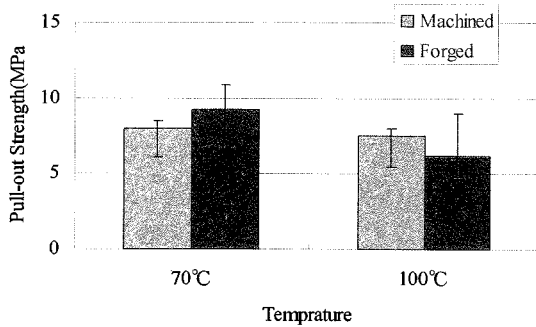 15
10
5
0
Pull-out Strength(MPa
Machined
Forged
70℃
100℃
Temprature